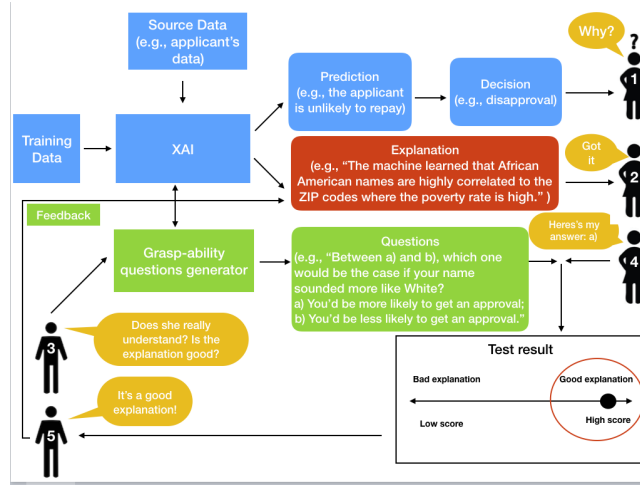 Source Data
(e.g., applicant's
data)
Why?
?
1
Prediction
(e.g., the applicant
is unlikely to repay)
Decision
(e.g., disapproval)
Training
Data
XAI
Explanation
(e.g., “The machine learned that African
American names are highly correlated to the
ZIP codes where the poverty rate is high.” )
Got
it
2
Feedback
Grasp-ability
questions generator
Questions
(e.g., “Between a) and b), which one
would be the case if your name
sounded more like White?
a) You'd be more likely to get an approval;
b) You'd be less likely to get an approval.”
Heres's my
answer: a)
4
3
Does she really
understand? Is the
explanation good?
Test result
Bad explanation
Good explanation
Low score
High score
5
It's a good
explanation!